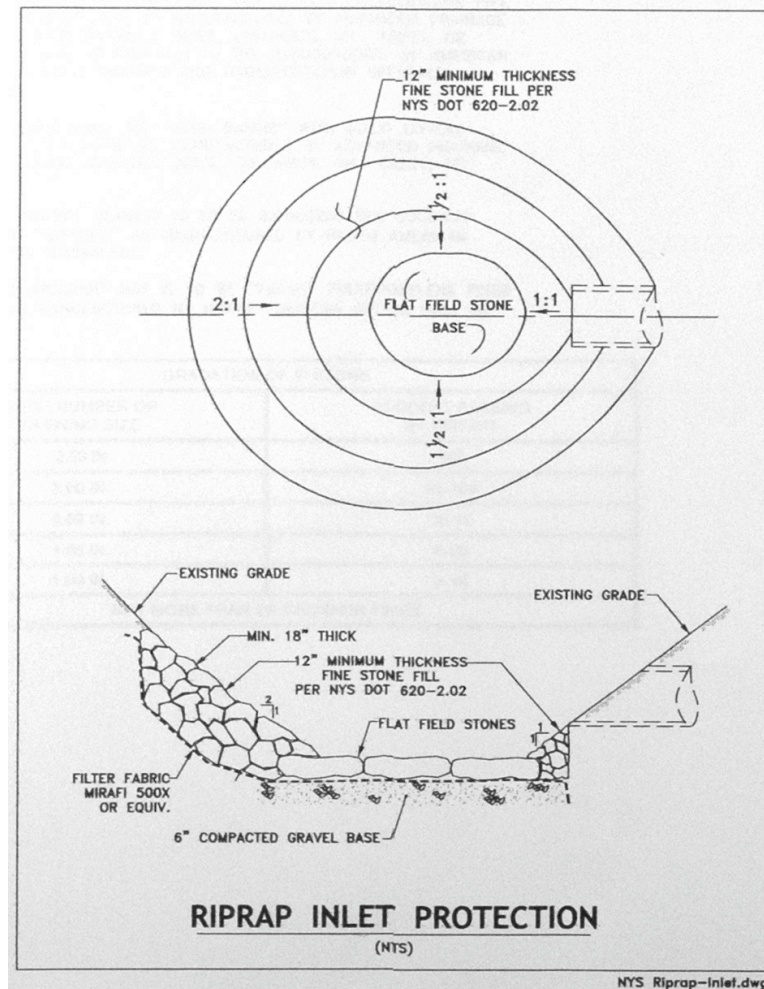 12" MINIMUM THICKNESS
FINE STONE FILL PER
NYS DOT 620-2.02
1½:1
2:1
FLAT FIELD STONE
BASE
1:1
1½:1
EXISTING GRADE
EXISTING GRADE
MIN. 18" THICK
12" MINIMUM THICKNESS
FINE STONE FILL
PER NYS DOT 620-2.02
2
1
1
1
FLAT FIELD STONES
FILTER FABRIC
MIRAFI 500X
OR EQUIV.
6" COMPACTED GRAVEL BASE
RIPRAP INLET PROTECTION
(NTS)
NYS Riprap-Inlet.dwg